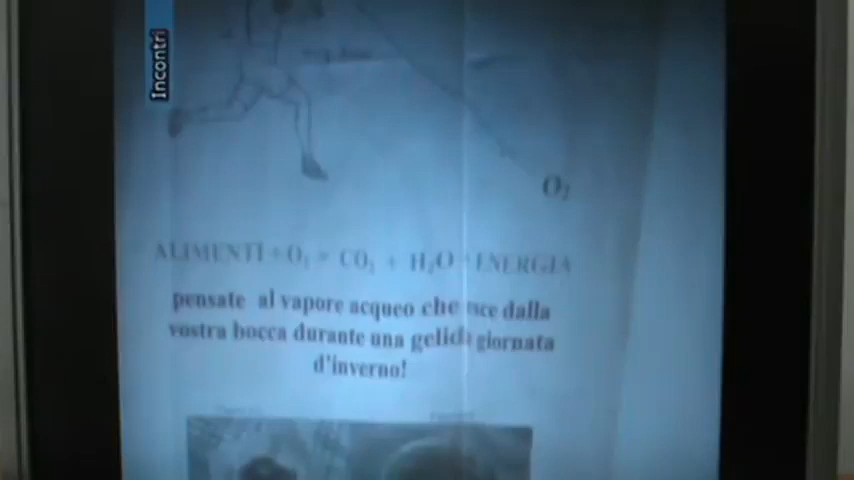 Incontri
O₂
ALIMENTI + O₂ = CO₂ + H₂O + ENERGIA
pensate al vapore acqueo che esce dalla
vostra bocca durante una gelida giornata
d'inverno!